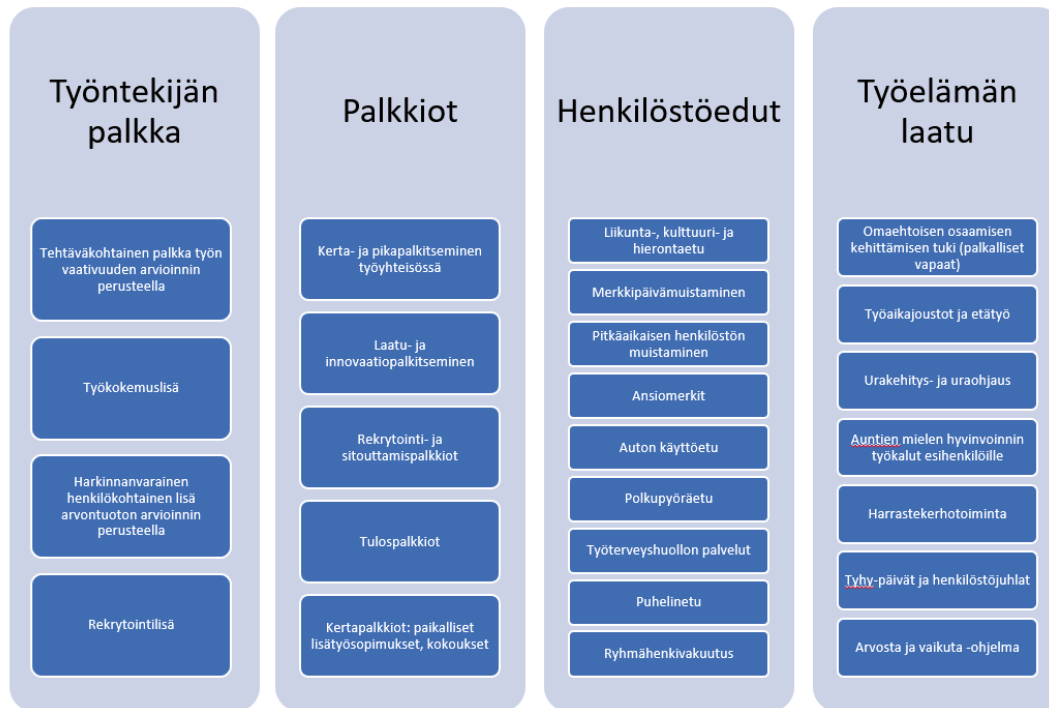 Työntekijän
palkka
Tehtäväkohtainen palkka työn
vaativuuden arvioinnin
perusteella
Työkokemuslisä
Harkinnanvarainen
henkilökohtainen lisä
arvontuoton arvioinnin
perusteella
Rekrytointilisä
Palkkiot
Kerta- ja pikapalkitseminen
työyhteisössä
Laatu- ja
innovaatiopalkitseminen
Rekrytointi- ja
sitouttamispalkkiot
Tulospalkkiot
Kertapalkkiot: paikalliset
lisätyösopimukset, kokoukset
Henkilöstöedut
Liikunta-, kulttuuri- ja
hierontaetu
Merkkipäivämuistaminen
Pitkäaikaisen henkilöstön
muistaminen
Ansiomerkit
Auton käyttöetu
Polkupyöräetu
Työterveyshuollon palvelut
Puhelinetu
Ryhmähenkivakuutus
Työelämän
laatu
Omaehtoisen osaamisen
kehittämisen tuki (palkalliset
vapaat)
Työaikajoustot ja etätyö
Urakehitys- ja uraohjaus
Auntien mielen hyvinvoinnin
työkalut esihenkilöille
Harrastekerhotoiminta
Tyhy-päivät ja henkilöstöjuhlat
Arvosta ja vaikuta -ohjelma